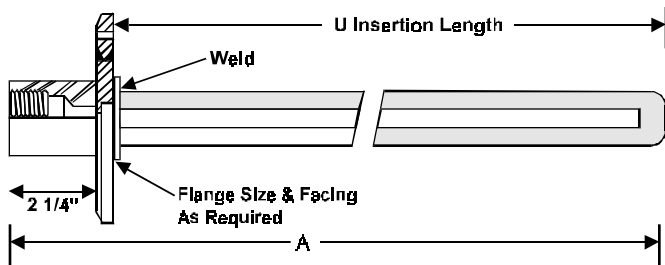 U Insertion Length
Weld
Flange Size & Facing
As Required
2 1/4"
A